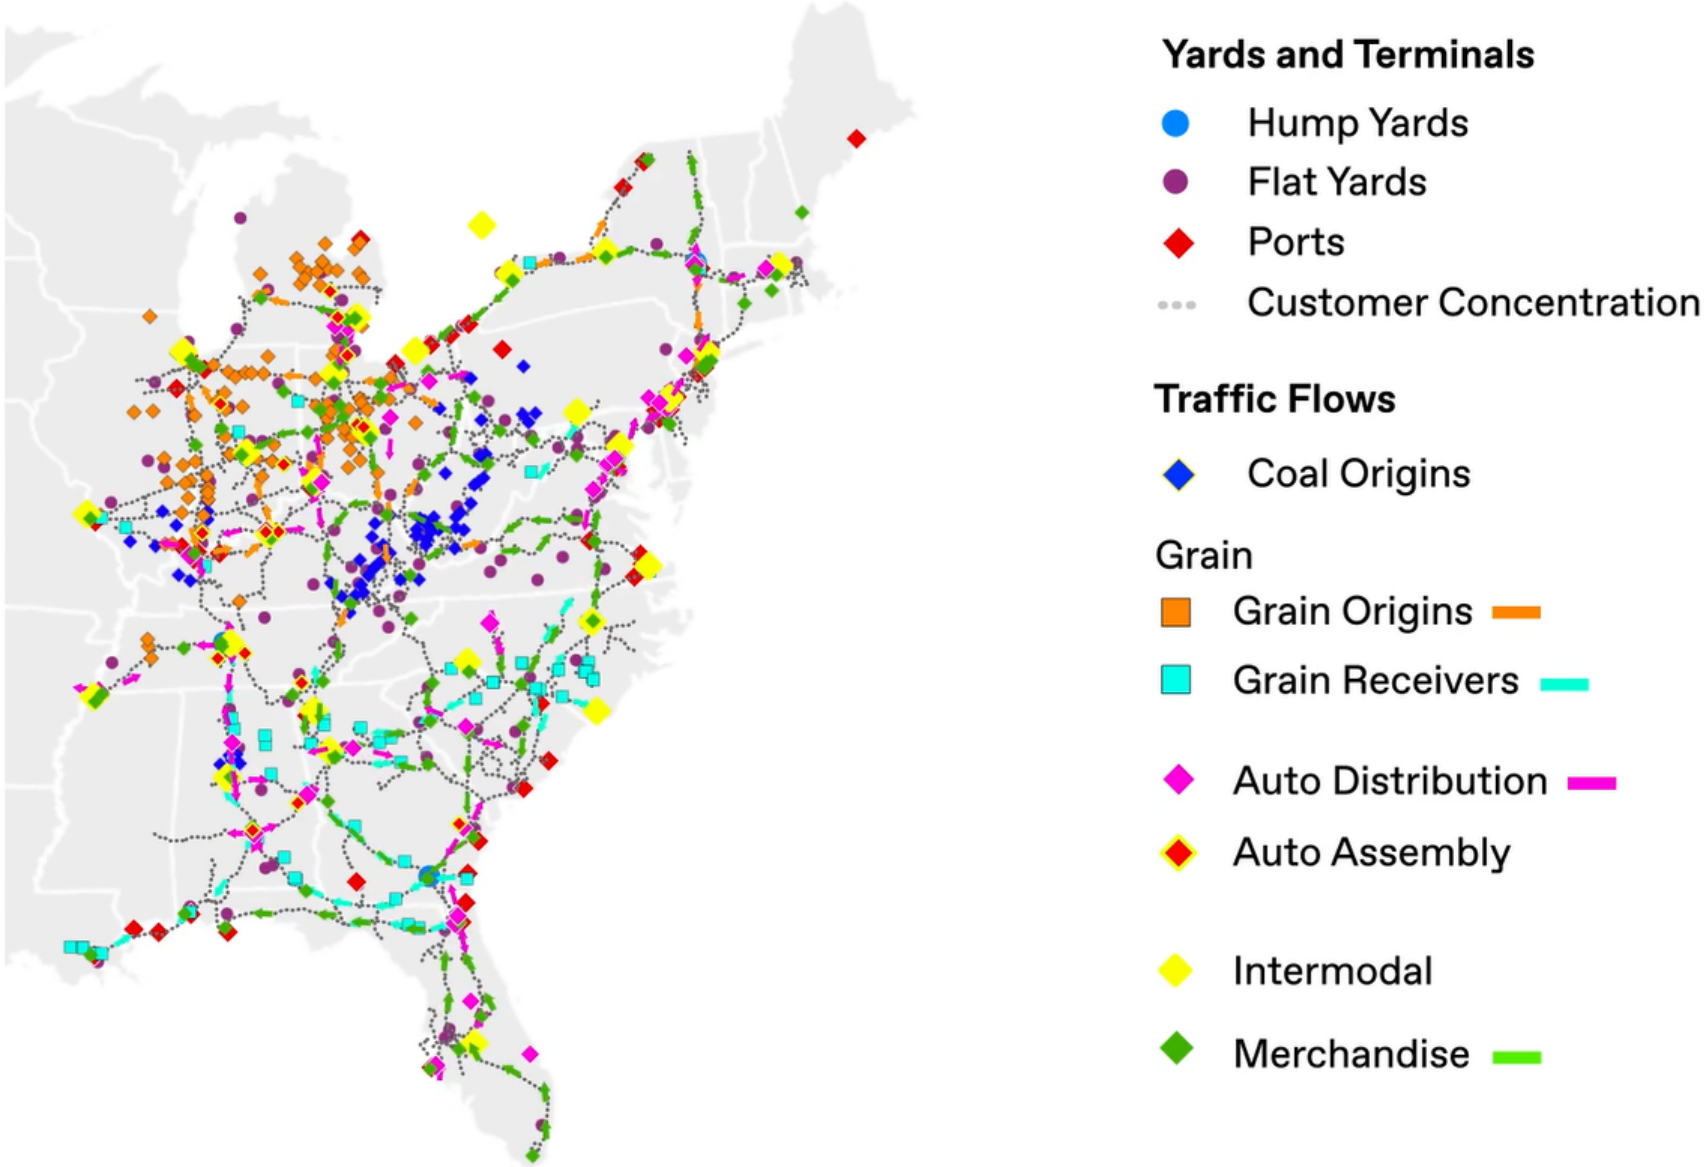 Yards and Terminals
Hump Yards
Flat Yards
Ports
Customer Concentration
Traffic Flows
Coal Origins
Grain
Grain Origins
Grain Receivers
Auto Distribution
Auto Assembly
Intermodal
Merchandise